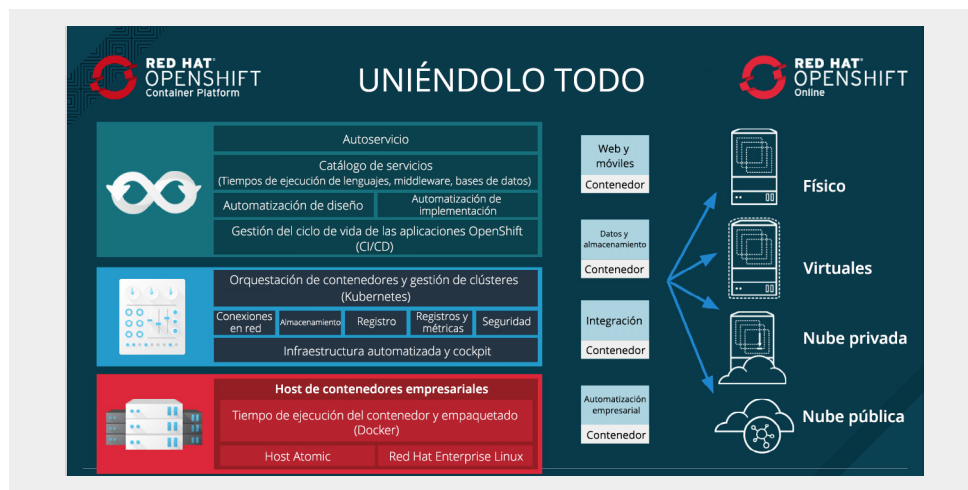 RED HAT®
OPENSHIFT
Container Platform
UNIÉNDOLO TODO
RED HAT®
OPENSHIFT
Online
Autoservicio
Catálogo de servicios
(Tiempos de ejecución de lenguajes, middleware, bases de datos)
Automatización de diseño
Automatización de
implementación
Gestión del ciclo de vida de las aplicaciones OpenShift
(CI/CD)
Orquestación de contenedores y gestión de clústeres
(Kubernetes)
Conexiones
en red
Almacenamiento
Registro
Registros y
métricas
Seguridad
Infraestructura automatizada y cockpit
Host de contenedores empresariales
Tiempo de ejecución del contenedor y empaquetado
(Docker)
Host Atomic
Red Hat Enterprise Linux
Web y
móviles
Contenedor
Datos y
almacenamiento
Contenedor
Integración
Contenedor
Automatización
empresarial
Contenedor
Físico
Virtuales
Nube privada
Nube pública